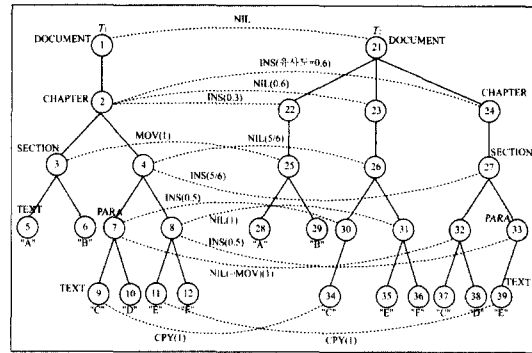 T₁ NIL T₂
DOCUMENT 1 21 DOCUMENT
INS(유사도=0.6)
NIL(0.6)
CHAPTER 2 INS(0.3) 22 23 24 CHAPTER
MOV(1) NIL(5/6)
SECTION 3 4 25 26 27 SECTION
INS(5/6)
INS(0.5)
TEXT PARA NIL(1) PARA
5 6 7 8 28 29 30 31 32 33
"A" "B" INS(0.5) "A" "B"
NIL(→MOV)(1)
TEXT 9 10 11 12 34 35 36 37 38 39 TEXT
"C" "D" "E" "F" "C" "E" "F" "C" "D" "E"
CPY(1) CPY(1)